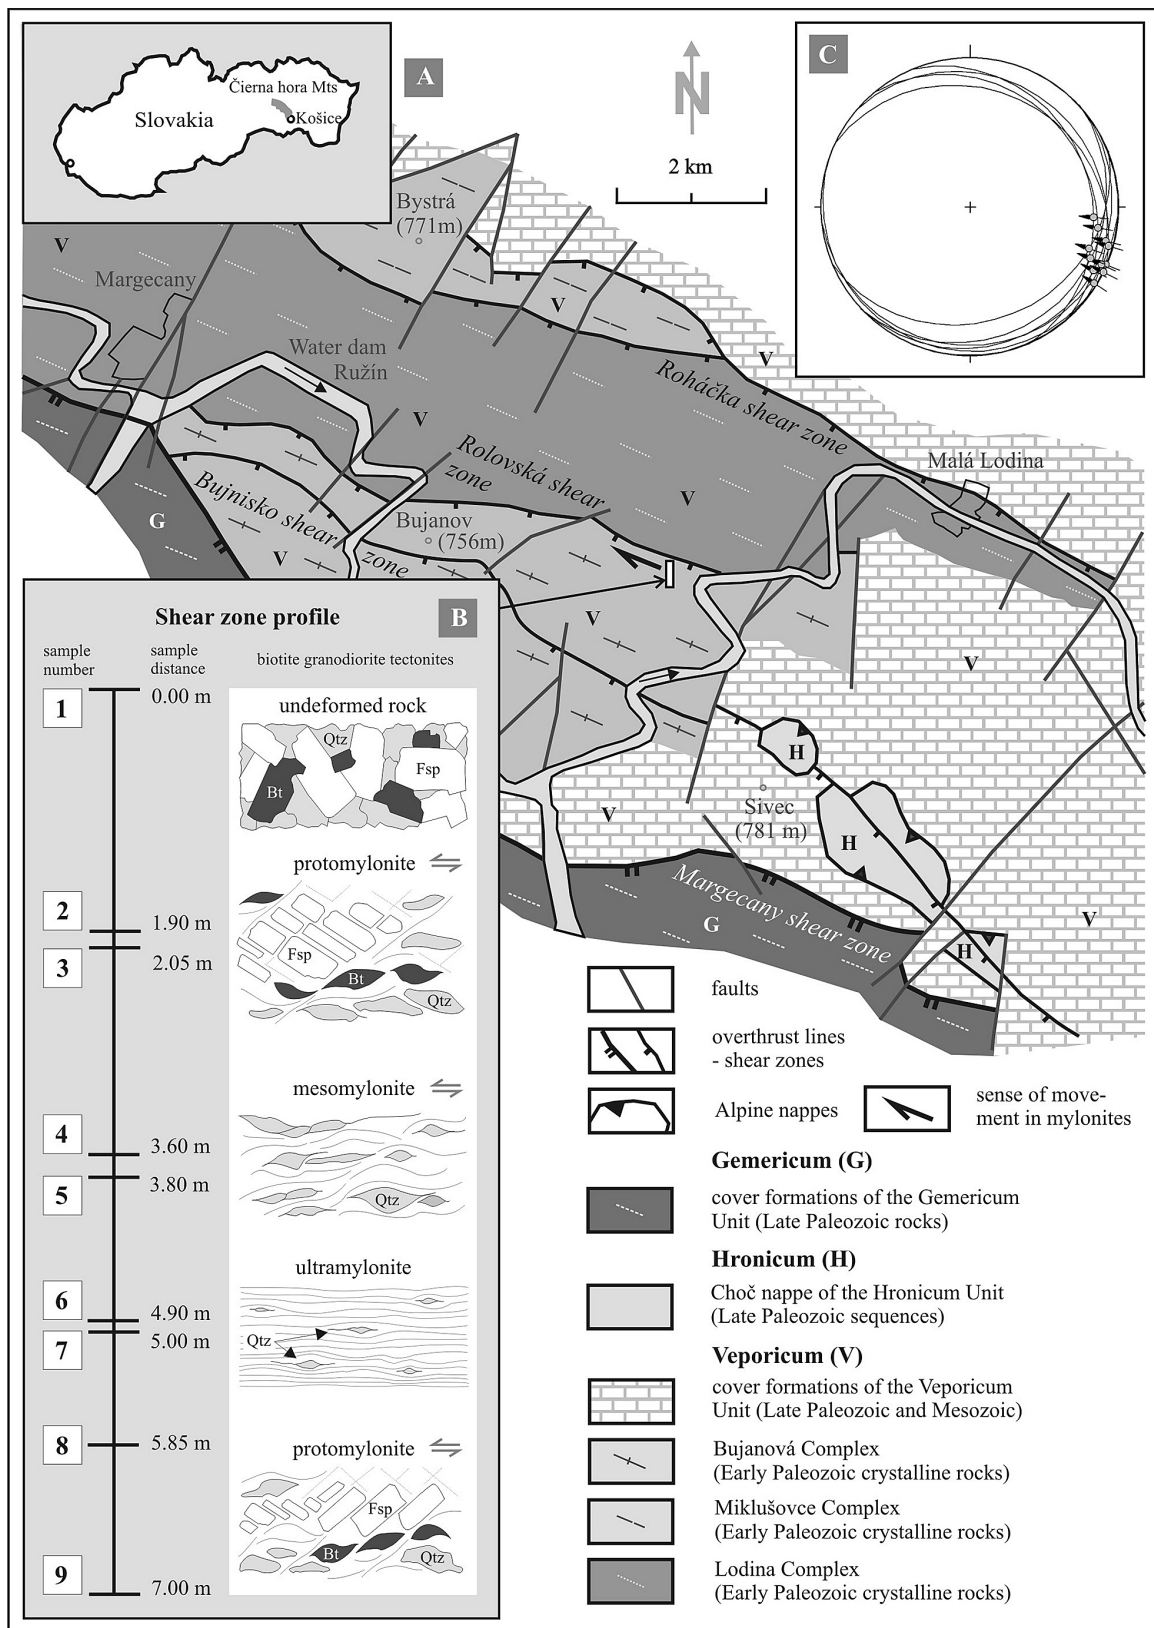 Čierna hora Mts
Slovakia
Košice
A
N
2 km
C
Bystrá
(771m)
V
Margecany
V
V
Water dam
Ružín
V
Roháčka shear zone
V
Rolovská shear
zone
V
Malá Lodina
Bujnisko shear
zone
G
V
Bujanov
(756m)
V
V
H
Sivec
(781 m)
V
H
V
Margecany shear zone
G
H
Shear zone profile
B
sample
number
sample
distance
biotite granodiorite tectonites
1
0.00 m
undeformed rock
Qtz
Fsp
Bt
protomylonite
2
1.90 m
3
2.05 m
Fsp
Bt
Qtz
mesomylonite
4
3.60 m
5
3.80 m
Qtz
ultramylonite
6
4.90 m
7
5.00 m
Qtz
8
5.85 m
protomylonite
Fsp
Bt
Qtz
9
7.00 m
faults
overthrust lines
- shear zones
Alpine nappes
sense of move-
ment in mylonites
Gemericum (G)
cover formations of the Gemericum
Unit (Late Paleozoic rocks)
Hronicum (H)
Choč nappe of the Hronicum Unit
(Late Paleozoic sequences)
Veporicum (V)
cover formations of the Veporicum
Unit (Late Paleozoic and Mesozoic)
Bujanová Complex
(Early Paleozoic crystalline rocks)
Miklušovce Complex
(Early Paleozoic crystalline rocks)
Lodina Complex
(Early Paleozoic crystalline rocks)